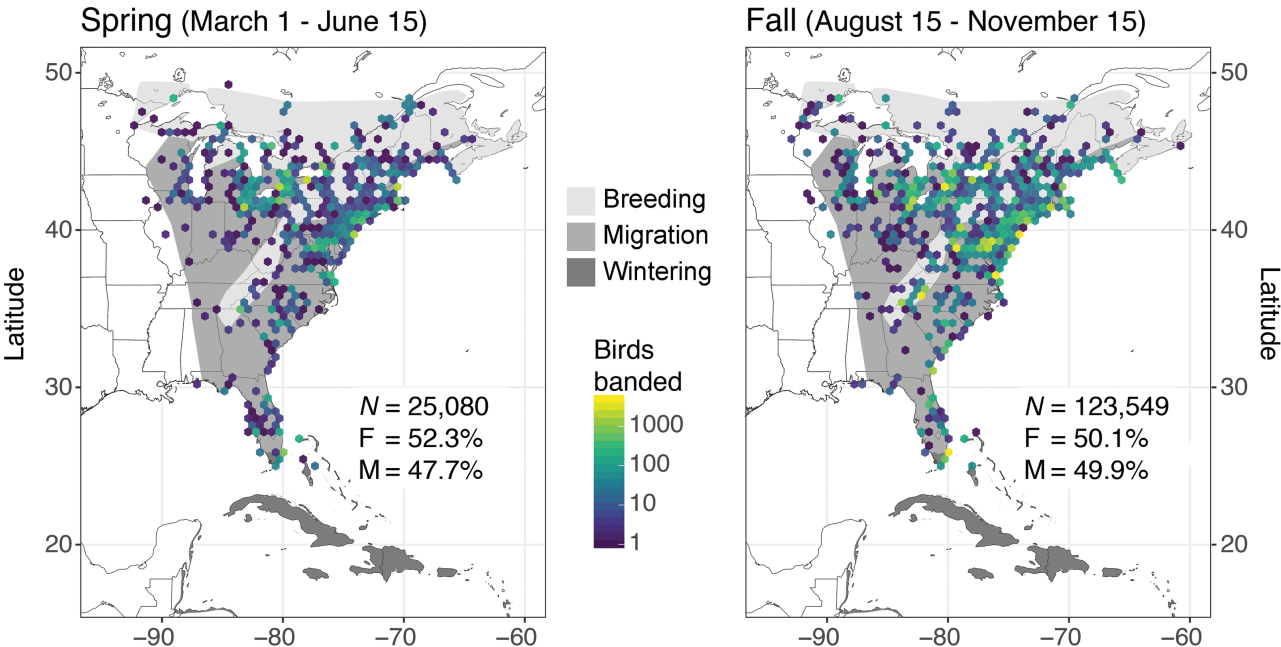 Spring (March 1 - June 15)
Fall (August 15 - November 15)
Latitude
50
40
30
20
−90
−80
−70
−60
N = 25,080
F = 52.3%
M = 47.7%
Breeding
Migration
Wintering
Birds
banded
1000
100
10
1
N = 123,549
F = 50.1%
M = 49.9%
50
40
30
20
−90
−80
−70
−60
Latitude